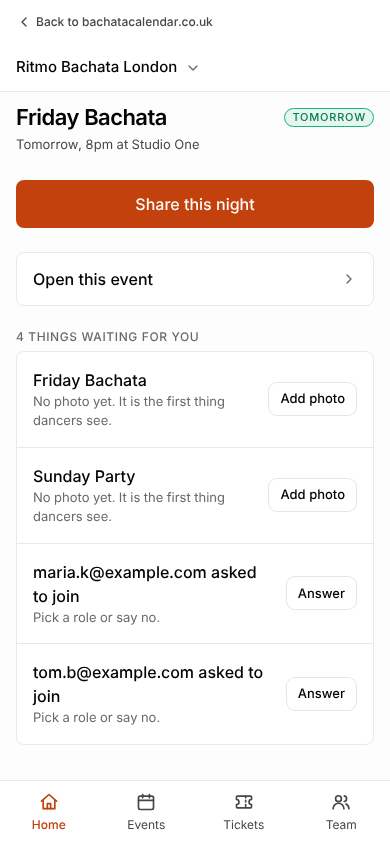 Back to bachatacalendar.co.uk
Ritmo Bachata London
Friday Bachata
TOMORROW
Tomorrow, 8pm at Studio One
Share this night
Open this event
4 THINGS WAITING FOR YOU
Friday Bachata
No photo yet. It is the first thing
dancers see.
Add photo
Sunday Party
No photo yet. It is the first thing
dancers see.
Add photo
maria.k@example.com asked
to join
Pick a role or say no.
Answer
tom.b@example.com asked to
join
Pick a role or say no.
Answer
Home
Events
Tickets
Team